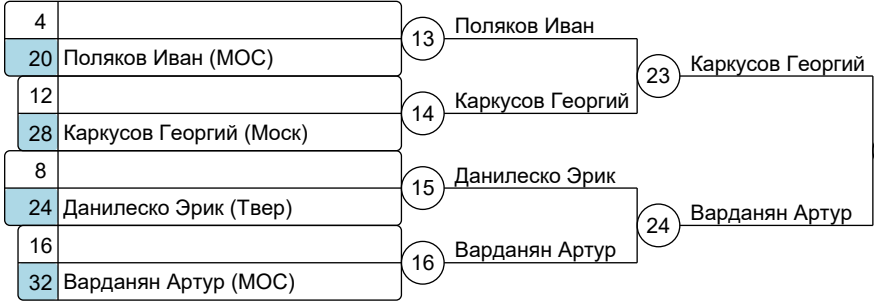 4
20 Поляков Иван (МОС)
13
Поляков Иван
12
28 Каркусов Георгий (Моск)
14
Каркусов Георгий
23
Каркусов Георгий
8
24 Данилеско Эрик (Твер)
15
Данилеско Эрик
16
32 Варданян Артур (МОС)
16
Варданян Артур
24
Варданян Артур